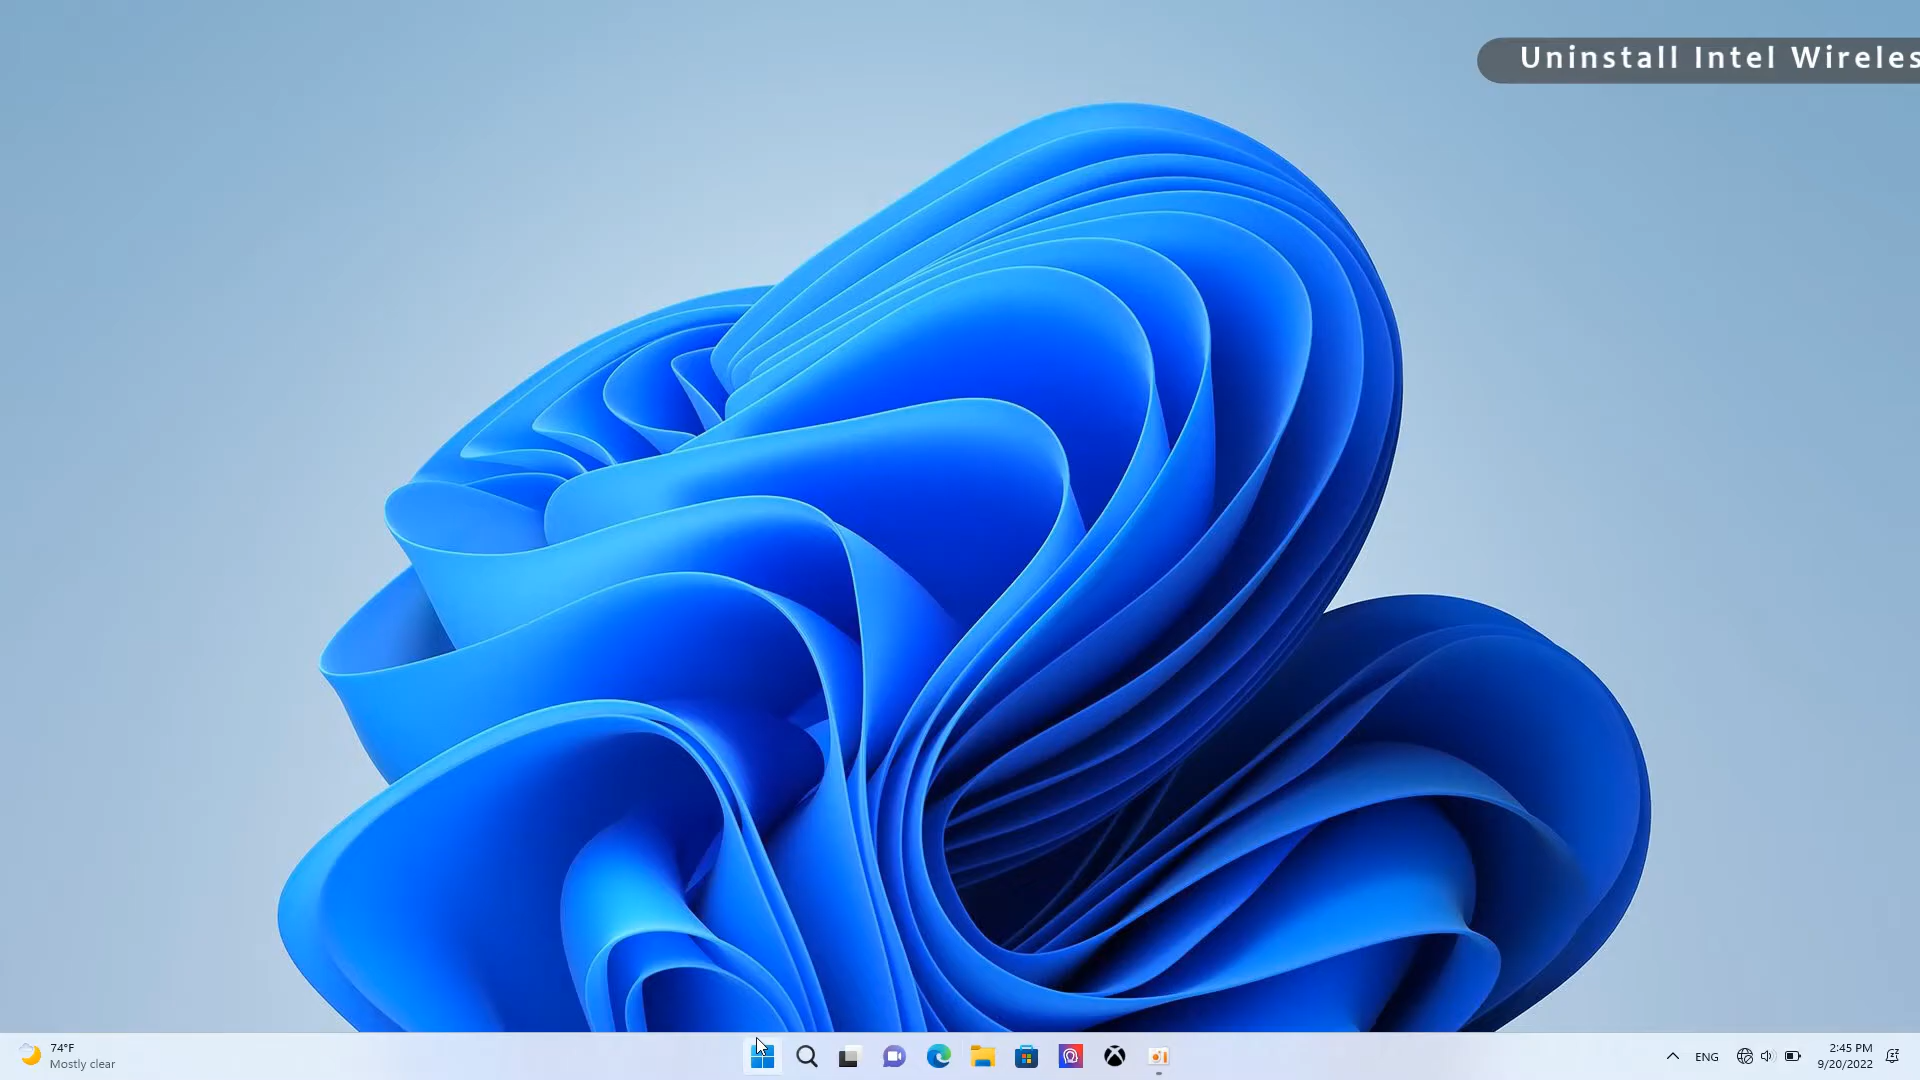 Uninstall Intel Wireles
74°F
Mostly clear
ENG
2:45 PM
9/20/2022